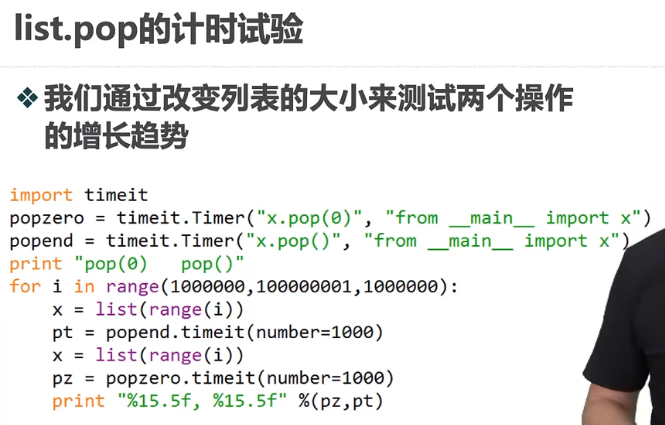 list.pop的计时试验
❖我们通过改变列表的大小来测试两个操作
的增长趋势
import timeit
popzero = timeit.Timer("x.pop(0)", "from __main__ import x")
popend = timeit.Timer("x.pop()", "from __main__ import x")
print "pop(0)   pop()"
for i in range(1000000,100000001,1000000):
    x = list(range(i))
    pt = popend.timeit(number=1000)
    x = list(range(i))
    pz = popzero.timeit(number=1000)
    print "%15.5f, %15.5f" %(pz,pt)